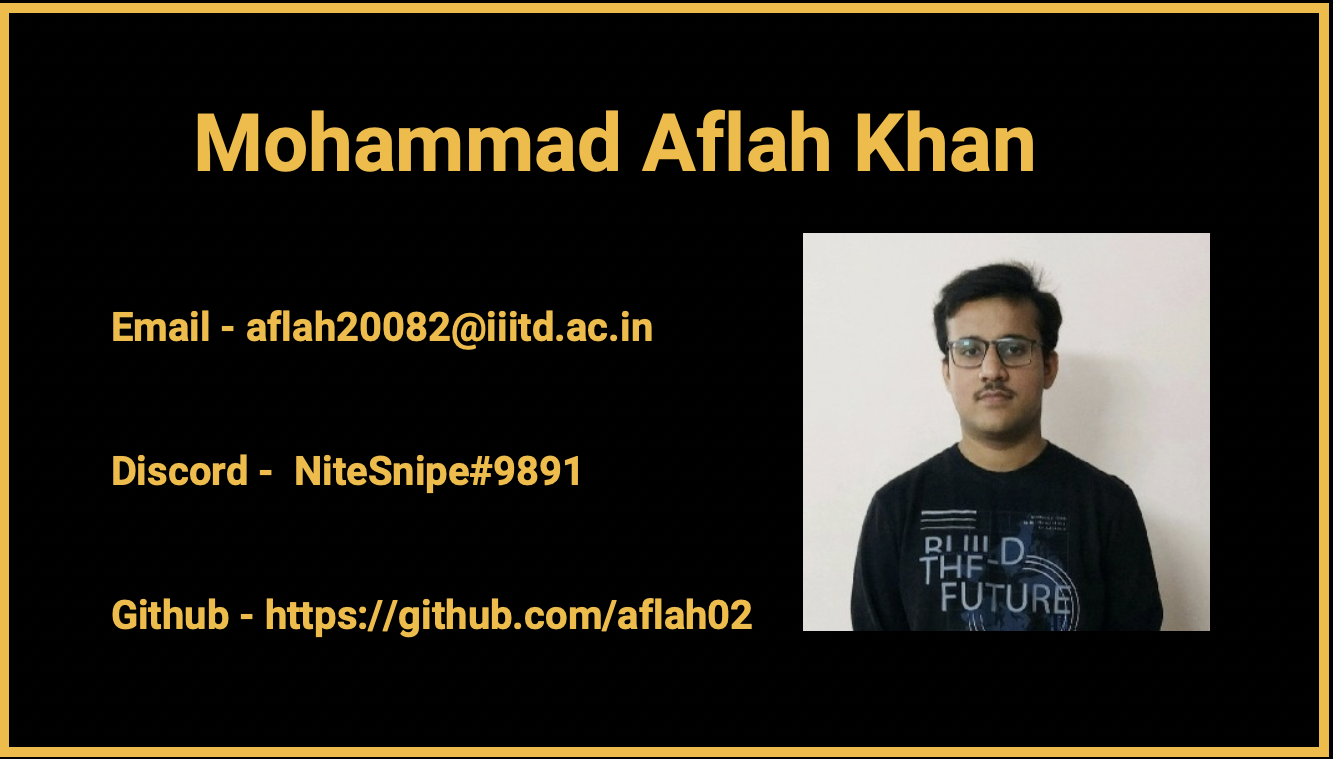 Mohammad Aflah Khan
Email - aflah20082@iiitd.ac.in
Discord - NiteSnipe#9891
Github - https://github.com/aflah02
BUILD
THE
FUTURE